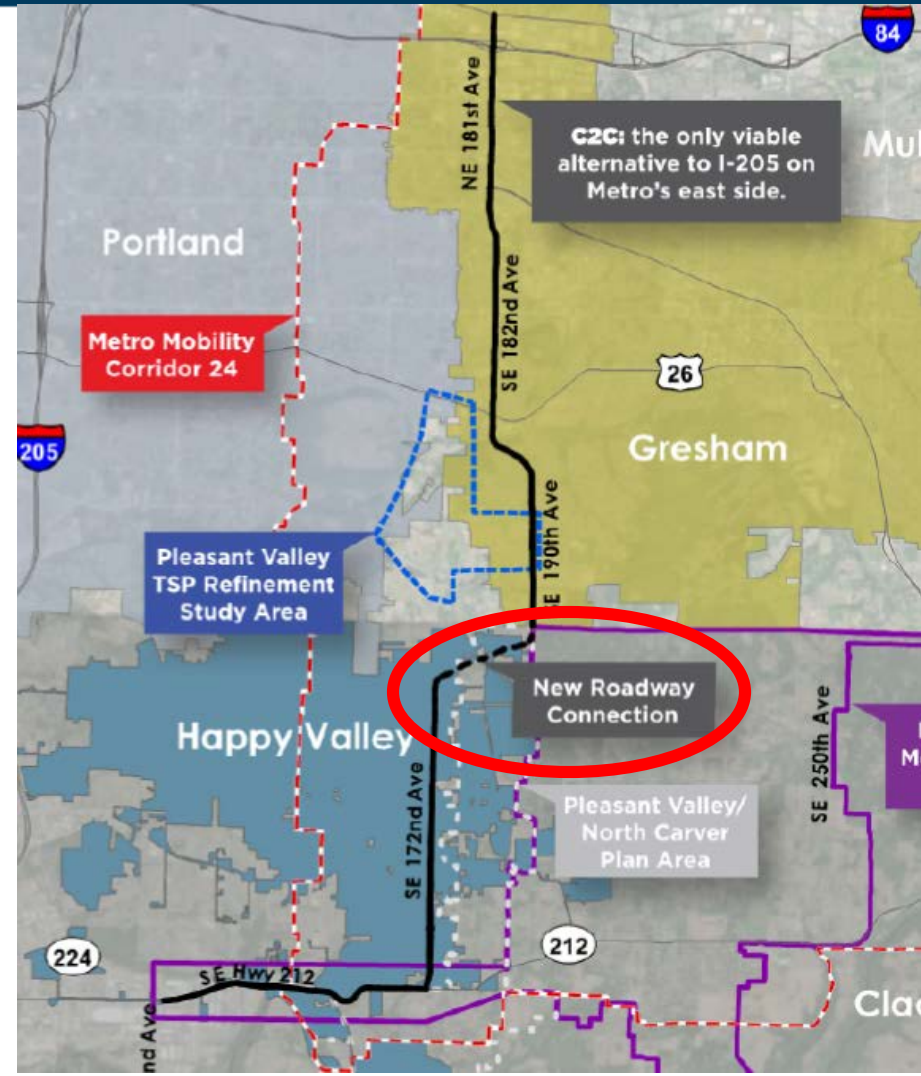 84
NE 181st Ave
C2C: the only viable
alternative to I-205 on
Metro's east side.
Portland
SE 182nd Ave
Metro Mobility
Corridor 24
26
205
Gresham
Pleasant Valley
TSP Refinement
Study Area
SE 190th Ave
New Roadway
Connection
Happy Valley
SE 250th Ave
Pleasant Valley/
North Carver
Plan Area
SE 172nd Ave
224
212
SE Hwy 212
nd Ave